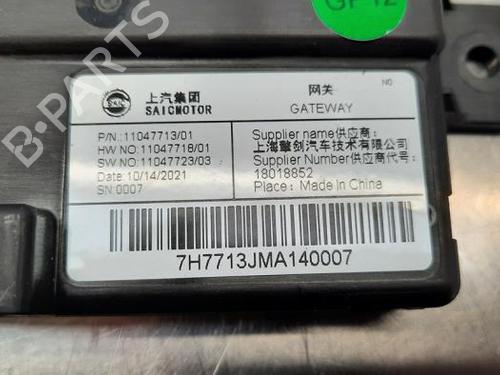 GP12
上汽集团
SAICMOTOR
网关
GATEWAY
NO
P/N:11047713/01
HW NO:11047718/01
SW NO:11047723/03
Date: 10/14/2021
SN:0007
Supplier name供应商:
上海擎创汽车技术有限公司
Supplier Number供应商代号:
18018852
Place: Made in China
7H7713JMA140007
B-PARTS